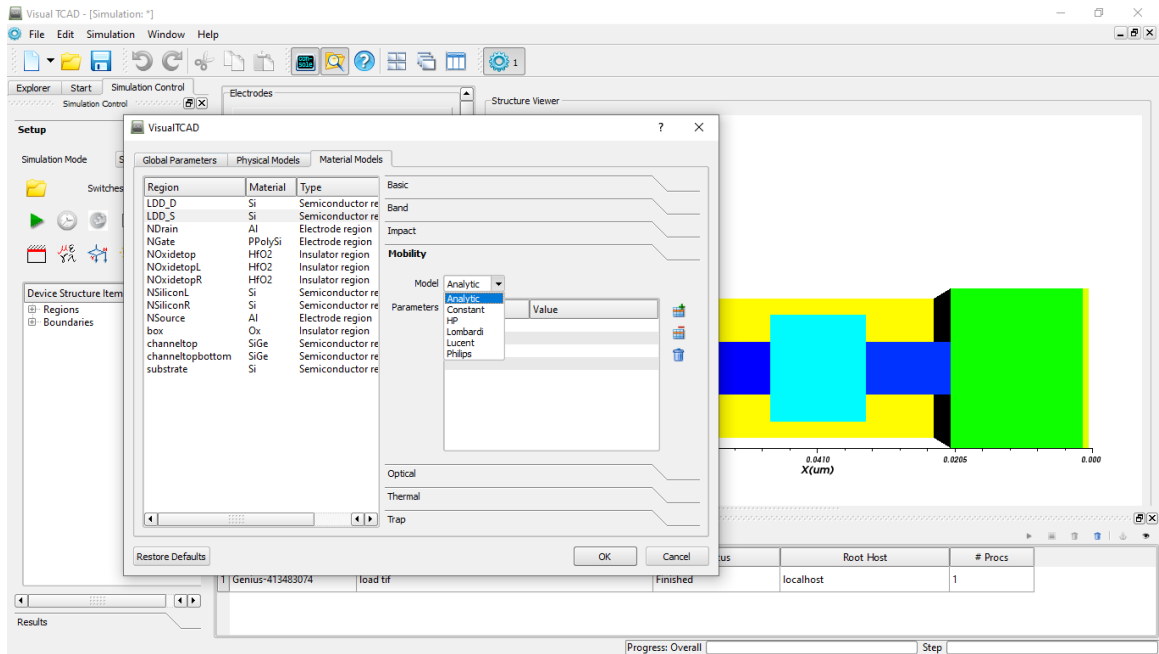 Visual TCAD - [Simulation: *]
File Edit Simulation Window Help
con-sole
1
Explorer Start Simulation Control
Simulation Control
Electrodes
Structure Viewer
Setup
VisualTCAD
?
Simulation Mode S
Global Parameters Physical Models Material Models
Switches
Region Material Type
LDD_D Si Semiconductor re
LDD_S Si Semiconductor re
NDrain Al Electrode region
NGate PPolySi Electrode region
NOxidetop HfO2 Insulator region
NOxidetopL HfO2 Insulator region
NOxidetopR HfO2 Insulator region
NSiliconL Si Semiconductor re
NSiliconR Si Semiconductor re
NSource Al Electrode region
box Ox Insulator region
channeltop SiGe Semiconductor re
channeltopbottom SiGe Semiconductor re
substrate Si Semiconductor re
Basic
Band
Impact
Mobility
Model Analytic
Analytic
Constant
HP
Lombardi
Lucent
Philips
Parameters
Value
Optical
Thermal
Trap
Device Structure Item
Regions
Boundaries
0.0410 0.0205 0.000
X(um)
Restore Defaults OK Cancel
tus Root Host # Procs
1 Genius-413483074 load tif Finished localhost 1
Results
Progress: Overall Step